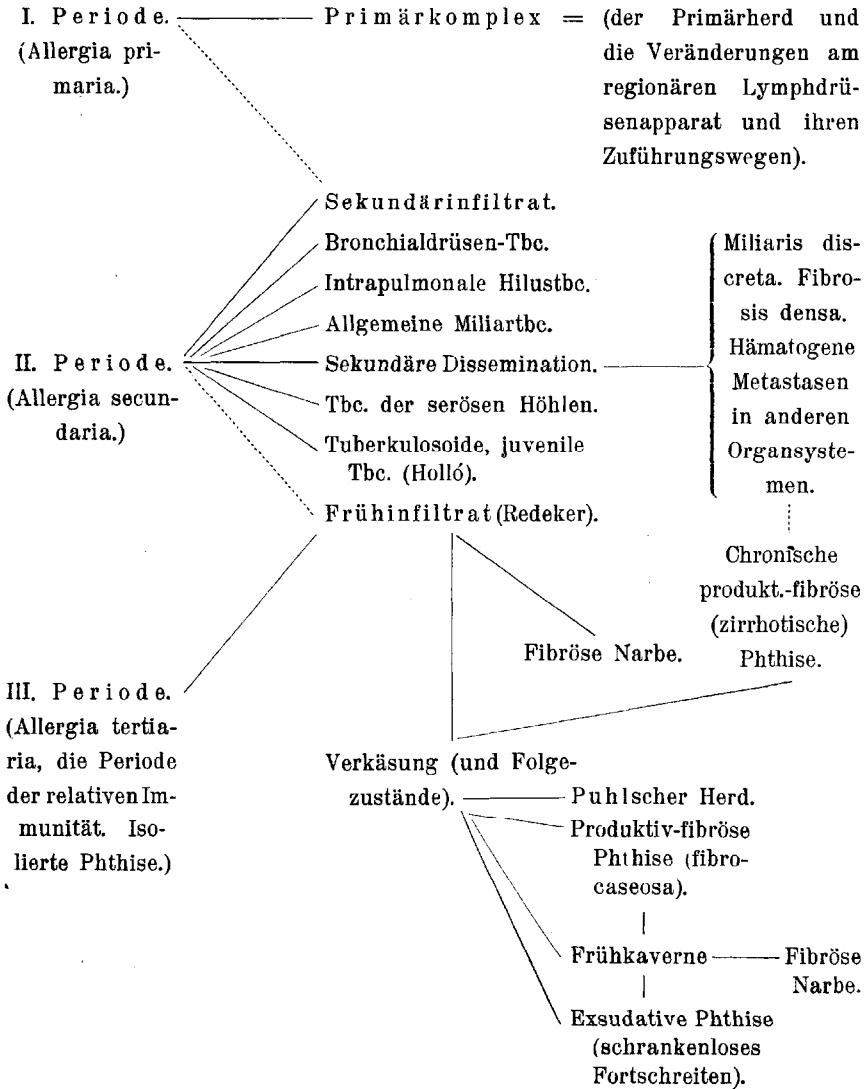 I. Periode.
(Allergia pri-
maria.)
Primärkomplex = (der Primärherd und
die Veränderungen am
regionären Lymphdrü-
senapparat und ihren
Zuführungswegen).
Sekundärinfiltrat.
Bronchialdrüsen-Tbc.
Intrapulmonale Hilustbc.
Allgemeine Miliartbc.
II. Periode.
(Allergia secun-
daria.)
Sekundäre Dissemination.
Tbc. der serösen Höhlen.
Tuberkulosoide, juvenile
Tbc. (Holló).
Frühinfiltrat (Redeker).
Miliaris dis-
creta. Fibro-
sis densa.
Hämatogene
Metastasen
in anderen
Organsyste-
men.
Chronische
produkt.-fibröse
(zirrhotische)
Phthise.
Fibröse Narbe.
III. Periode.
(Allergia tertia-
ria, die Periode
der relativen Im-
munität. Iso-
lierte Phthise.)
Verkäsung (und Folge-
zustände).
Puhlscher Herd.
Produktiv-fibröse
Phthise (fibro-
caseosa).
Frühkaverne
Fibröse
Narbe.
Exsudative Phthise
(schrankenloses
Fortschreiten).